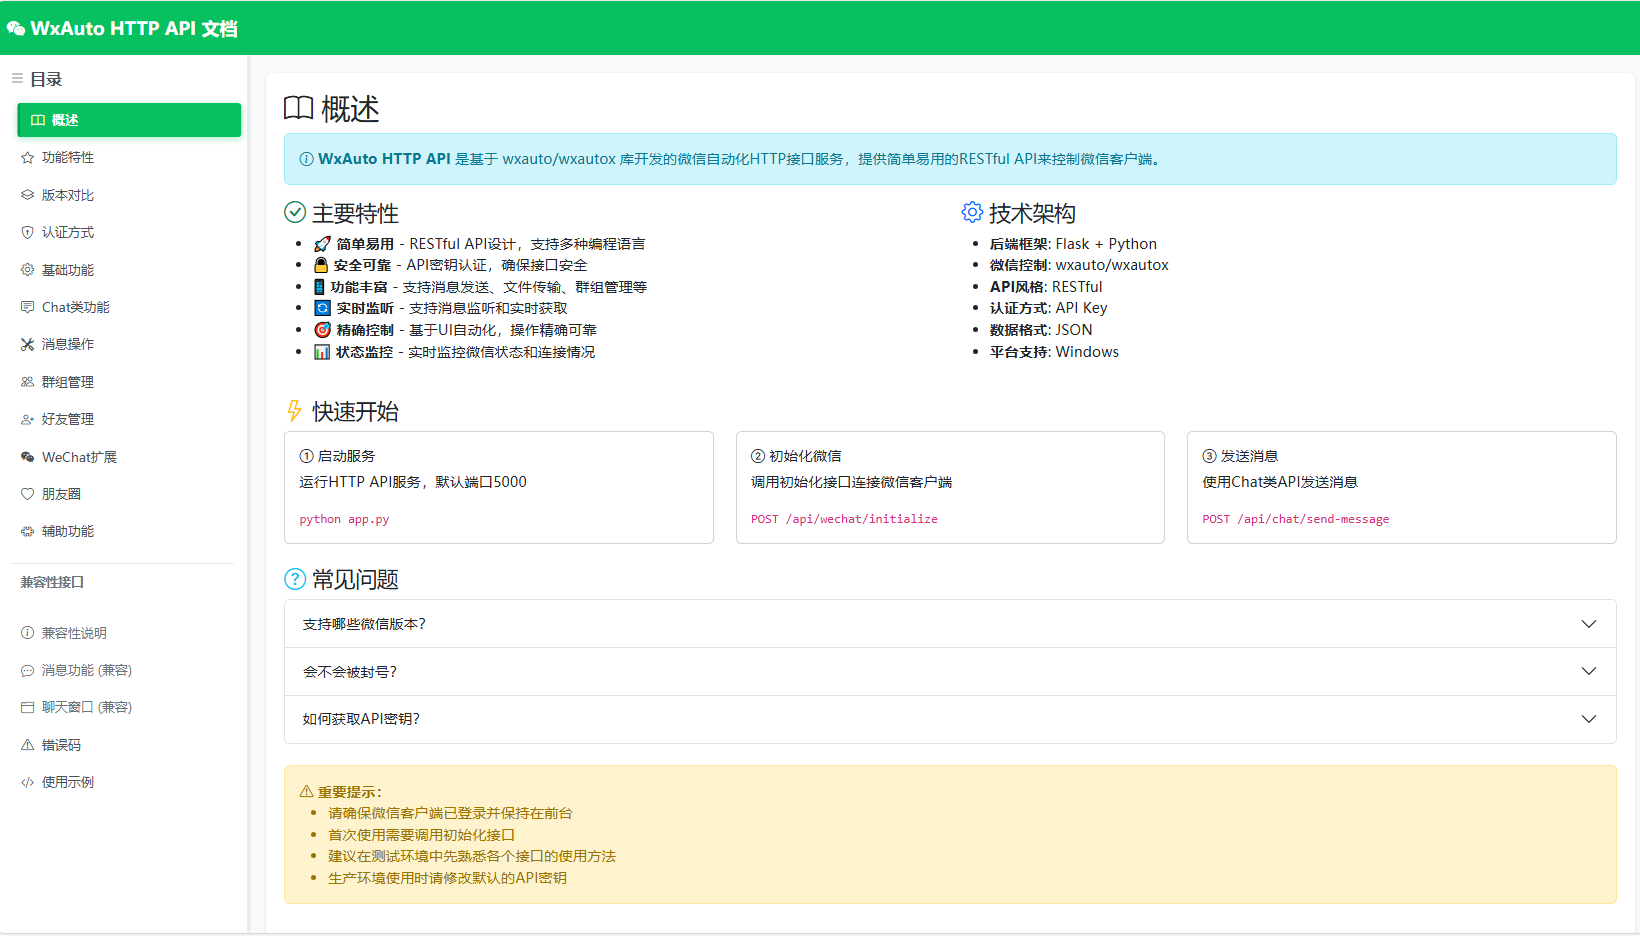 WxAuto HTTP API 文档
目录
概述
功能特性
版本对比
认证方式
基础功能
Chat类功能
消息操作
群组管理
好友管理
WeChat扩展
朋友圈
辅助功能
兼容性接口
兼容性说明
消息功能 (兼容)
聊天窗口 (兼容)
错误码
使用示例
概述
WxAuto HTTP API 是基于 wxauto/wxautox 库开发的微信自动化HTTP接口服务，提供简单易用的RESTful API来控制微信客户端。
主要特性
简单易用 - RESTful API设计，支持多种编程语言
安全可靠 - API密钥认证，确保接口安全
功能丰富 - 支持消息发送、文件传输、群组管理等
实时监听 - 支持消息监听和实时获取
精确控制 - 基于UI自动化，操作精确可靠
状态监控 - 实时监控微信状态和连接情况
技术架构
后端框架: Flask + Python
微信控制: wxauto/wxautox
API风格: RESTful
认证方式: API Key
数据格式: JSON
平台支持: Windows
快速开始
① 启动服务
运行HTTP API服务，默认端口5000
python app.py
② 初始化微信
调用初始化接口连接微信客户端
POST /api/wechat/initialize
③ 发送消息
使用Chat类API发送消息
POST /api/chat/send-message
常见问题
支持哪些微信版本？
会不会被封号？
如何获取API密钥？
重要提示：
请确保微信客户端已登录并保持在前台
首次使用需要调用初始化接口
建议在测试环境中先熟悉各个接口的使用方法
生产环境使用时请修改默认的API密钥